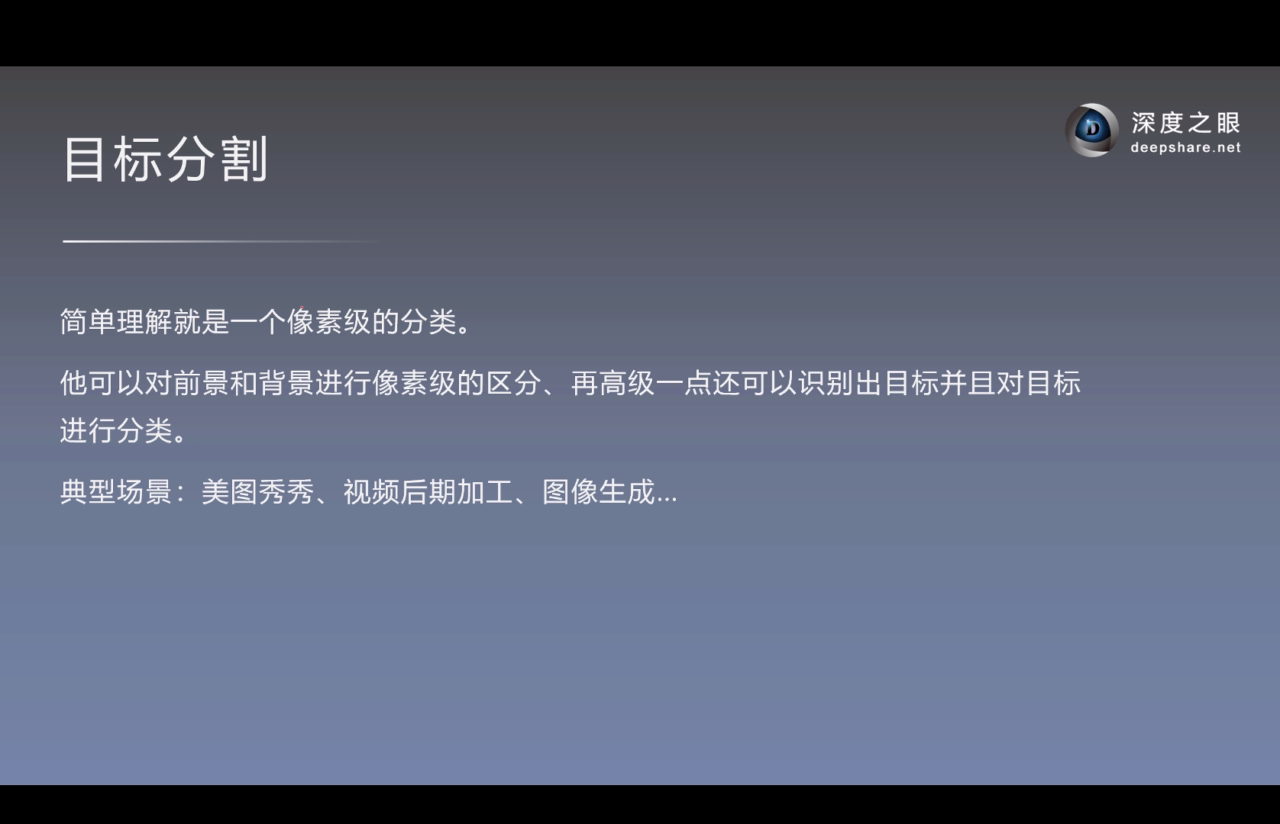 目标分割
深度之眼
deepshare.net
简单理解就是一个像素级的分类。
他可以对前景和背景进行像素级的区分、再高级一点还可以识别出目标并且对目标
进行分类。
典型场景：美图秀秀、视频后期加工、图像生成...